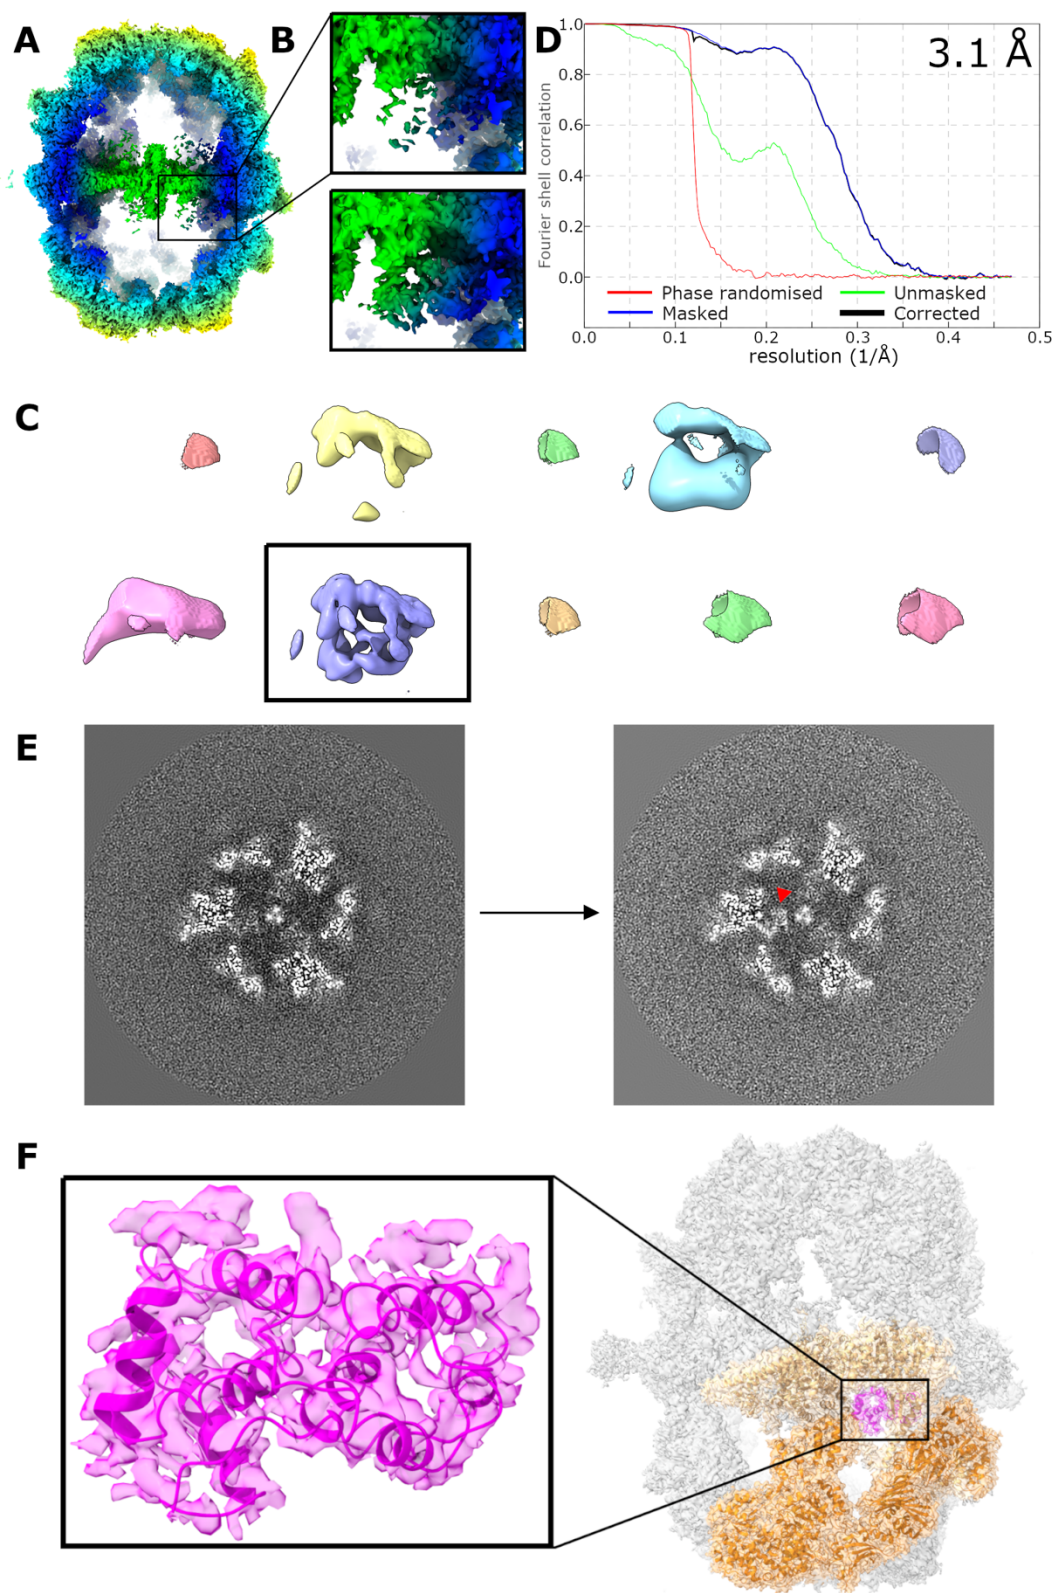 A
B
D
3.1 Å
Fourier shell correlation
1.0
0.8
0.6
0.4
0.2
0.0
Phase randomised
Unmasked
Masked
Corrected
0.0 0.1 0.2 0.3 0.4 0.5
resolution (1/Å)
C
E
F